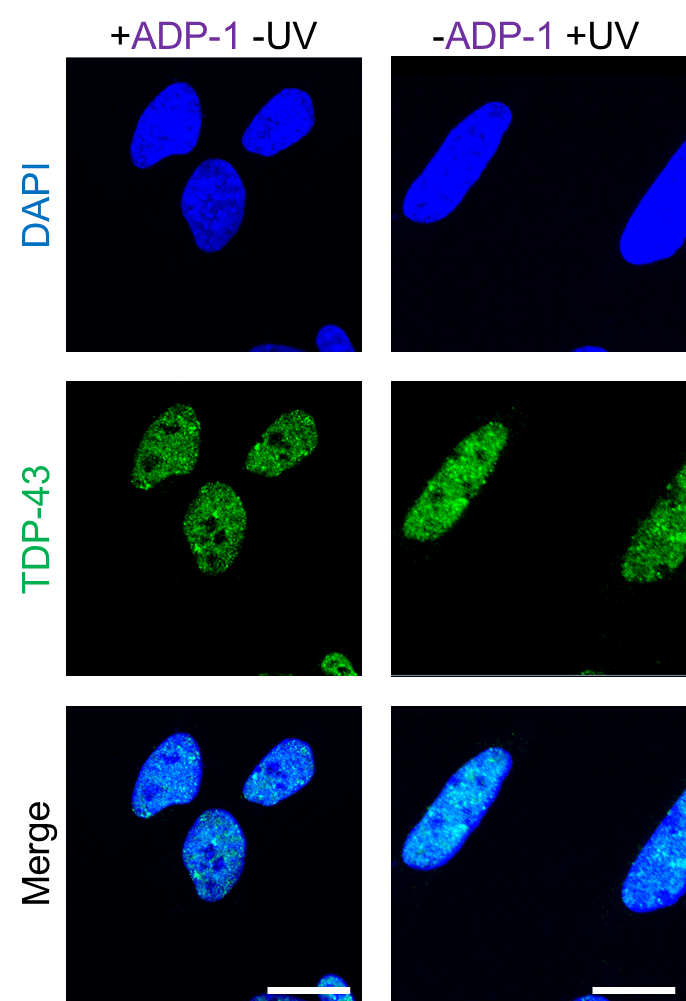 +ADP-1 -UV
-ADP-1 +UV
DAPI
TDP-43
Merge